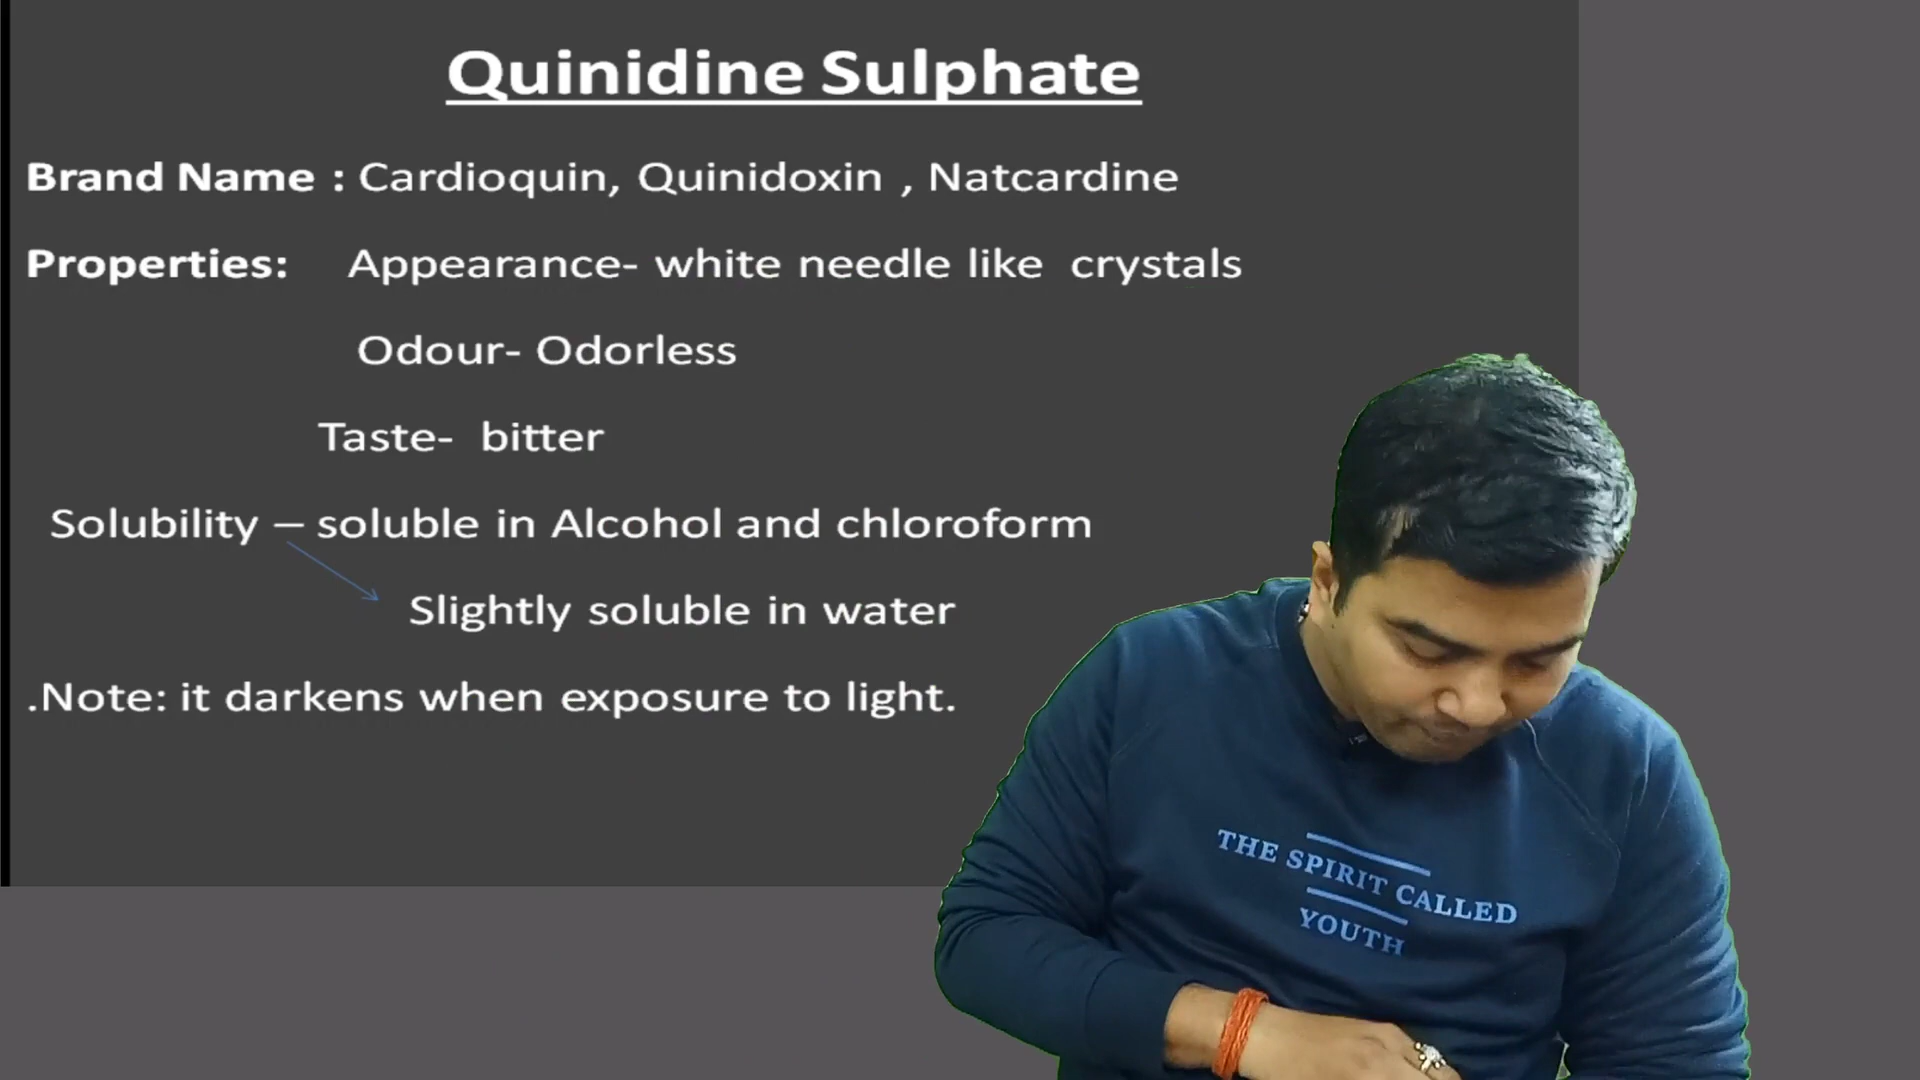 Quinidine Sulphate
Brand Name : Cardioquin, Quinidoxin , Natcardine
Properties: Appearance- white needle like crystals
Odour- Odorless
Taste- bitter
Solubility – soluble in Alcohol and chloroform
Slightly soluble in water
.Note: it darkens when exposure to light.
THE SPIRIT CALLED
YOUTH